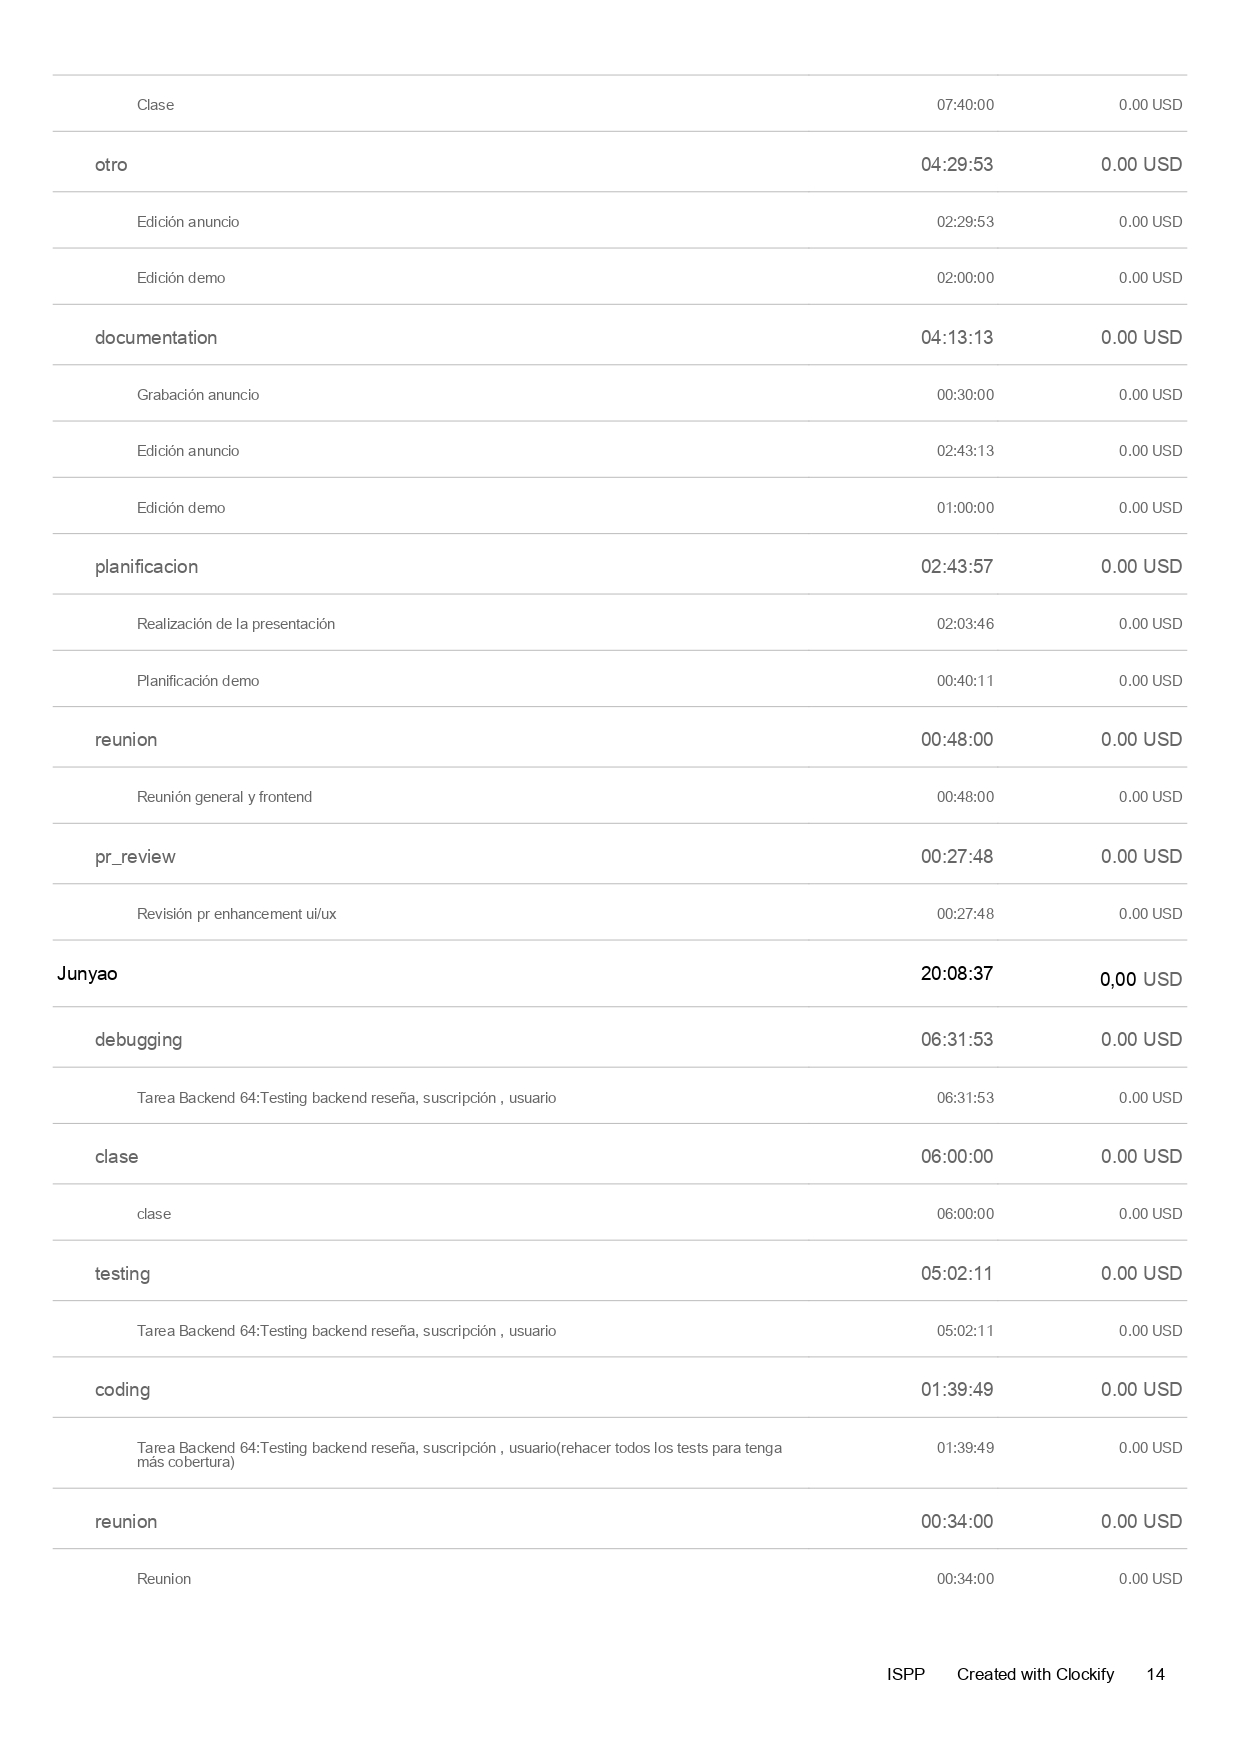 Clase 07:40:00 0.00 USD
otro 04:29:53 0.00 USD
Edición anuncio 02:29:53 0.00 USD
Edición demo 02:00:00 0.00 USD
documentation 04:13:13 0.00 USD
Grabación anuncio 00:30:00 0.00 USD
Edición anuncio 02:43:13 0.00 USD
Edición demo 01:00:00 0.00 USD
planificacion 02:43:57 0.00 USD
Realización de la presentación 02:03:46 0.00 USD
Planificación demo 00:40:11 0.00 USD
reunion 00:48:00 0.00 USD
Reunión general y frontend 00:48:00 0.00 USD
pr_review 00:27:48 0.00 USD
Revisión pr enhancement ui/ux 00:27:48 0.00 USD
Junyao 20:08:37 0,00 USD
debugging 06:31:53 0.00 USD
Tarea Backend 64:Testing backend reseña, suscripción , usuario 06:31:53 0.00 USD
clase 06:00:00 0.00 USD
clase 06:00:00 0.00 USD
testing 05:02:11 0.00 USD
Tarea Backend 64:Testing backend reseña, suscripción , usuario 05:02:11 0.00 USD
coding 01:39:49 0.00 USD
Tarea Backend 64:Testing backend reseña, suscripción , usuario(rehacer todos los tests para tenga 01:39:49 0.00 USD
más cobertura)
reunion 00:34:00 0.00 USD
Reunion 00:34:00 0.00 USD
ISPP Created with Clockify 14